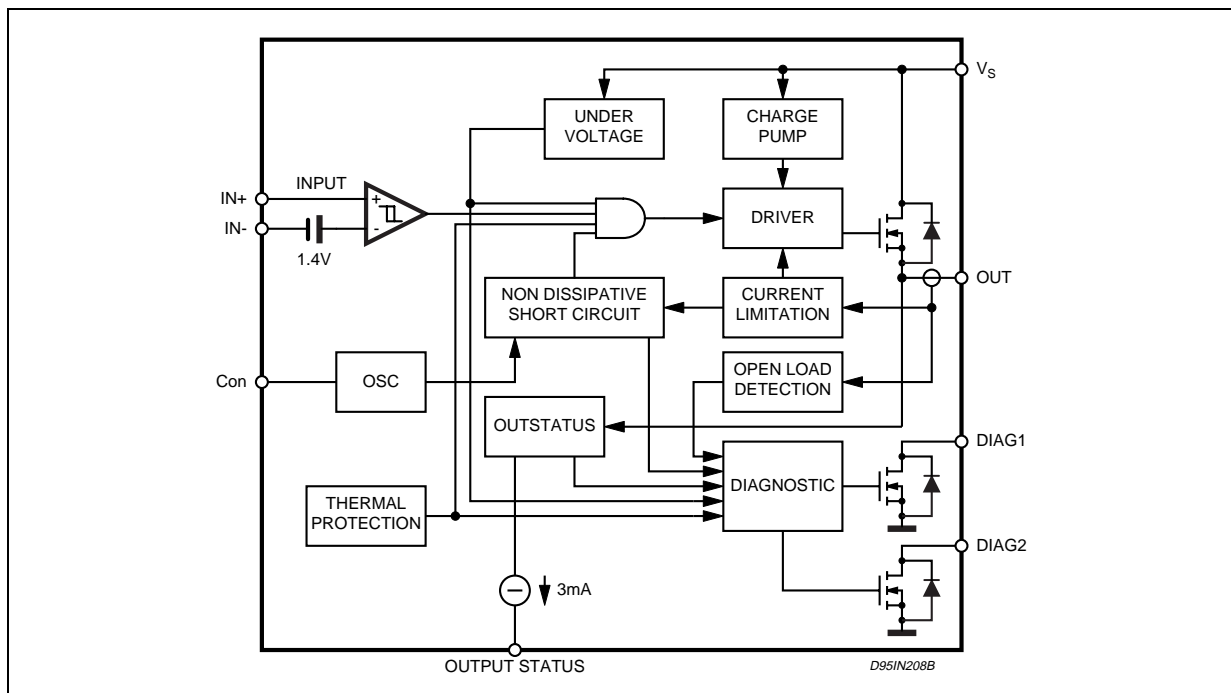 VS
UNDER
VOLTAGE
CHARGE
PUMP
INPUT
IN+
+
IN-
-
1.4V
DRIVER
OUT
NON DISSIPATIVE
SHORT CIRCUIT
CURRENT
LIMITATION
Con
OSC
OPEN LOAD
DETECTION
OUTSTATUS
DIAG1
DIAGNOSTIC
THERMAL
PROTECTION
DIAG2
3mA
OUTPUT STATUS
D95IN208B